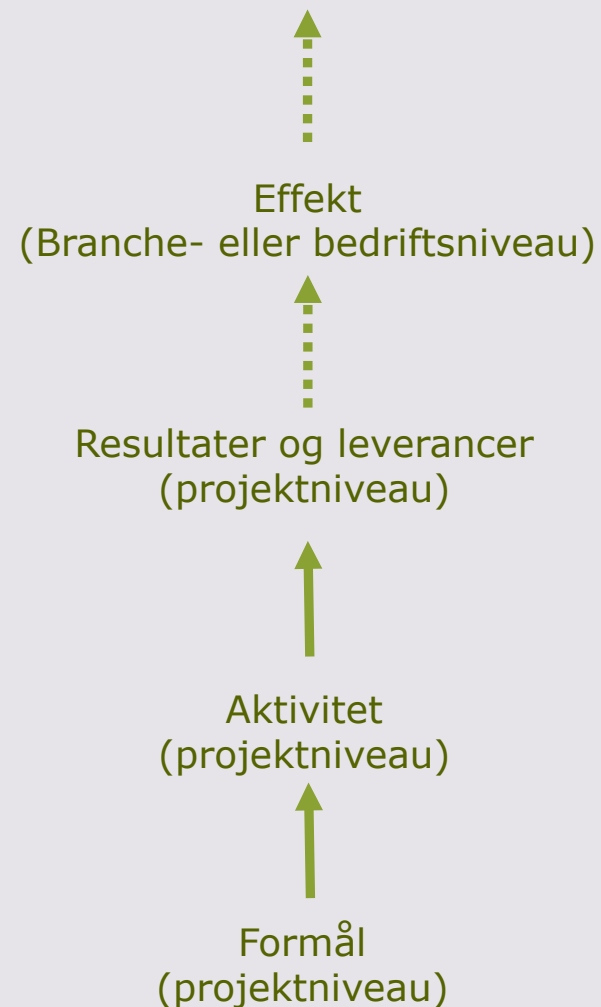 Effekt
(Branche- eller bedriftsniveau)
Resultater og leverancer
(projektniveau)
Aktivitet
(projektniveau)
Formål
(projektniveau)